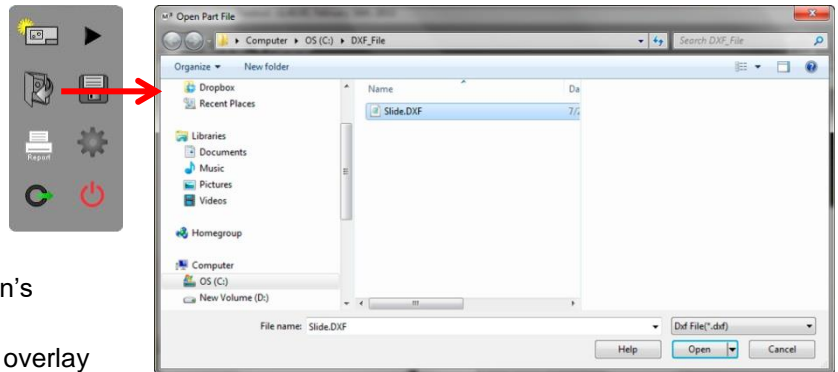 Open Part File
Computer ▸ OS (C:) ▸ DXF_File
Search DXF_File
Organize ▾ New folder
Dropbox
Recent Places
Libraries
Documents
Music
Pictures
Videos
Homegroup
Computer
OS (C:)
New Volume (D:)
Name
Da
Slide.DXF
7/2
File name: Slide.DXF
Dxf File(*.dxf)
Help
Open
Cancel
Report
n’s
overlay